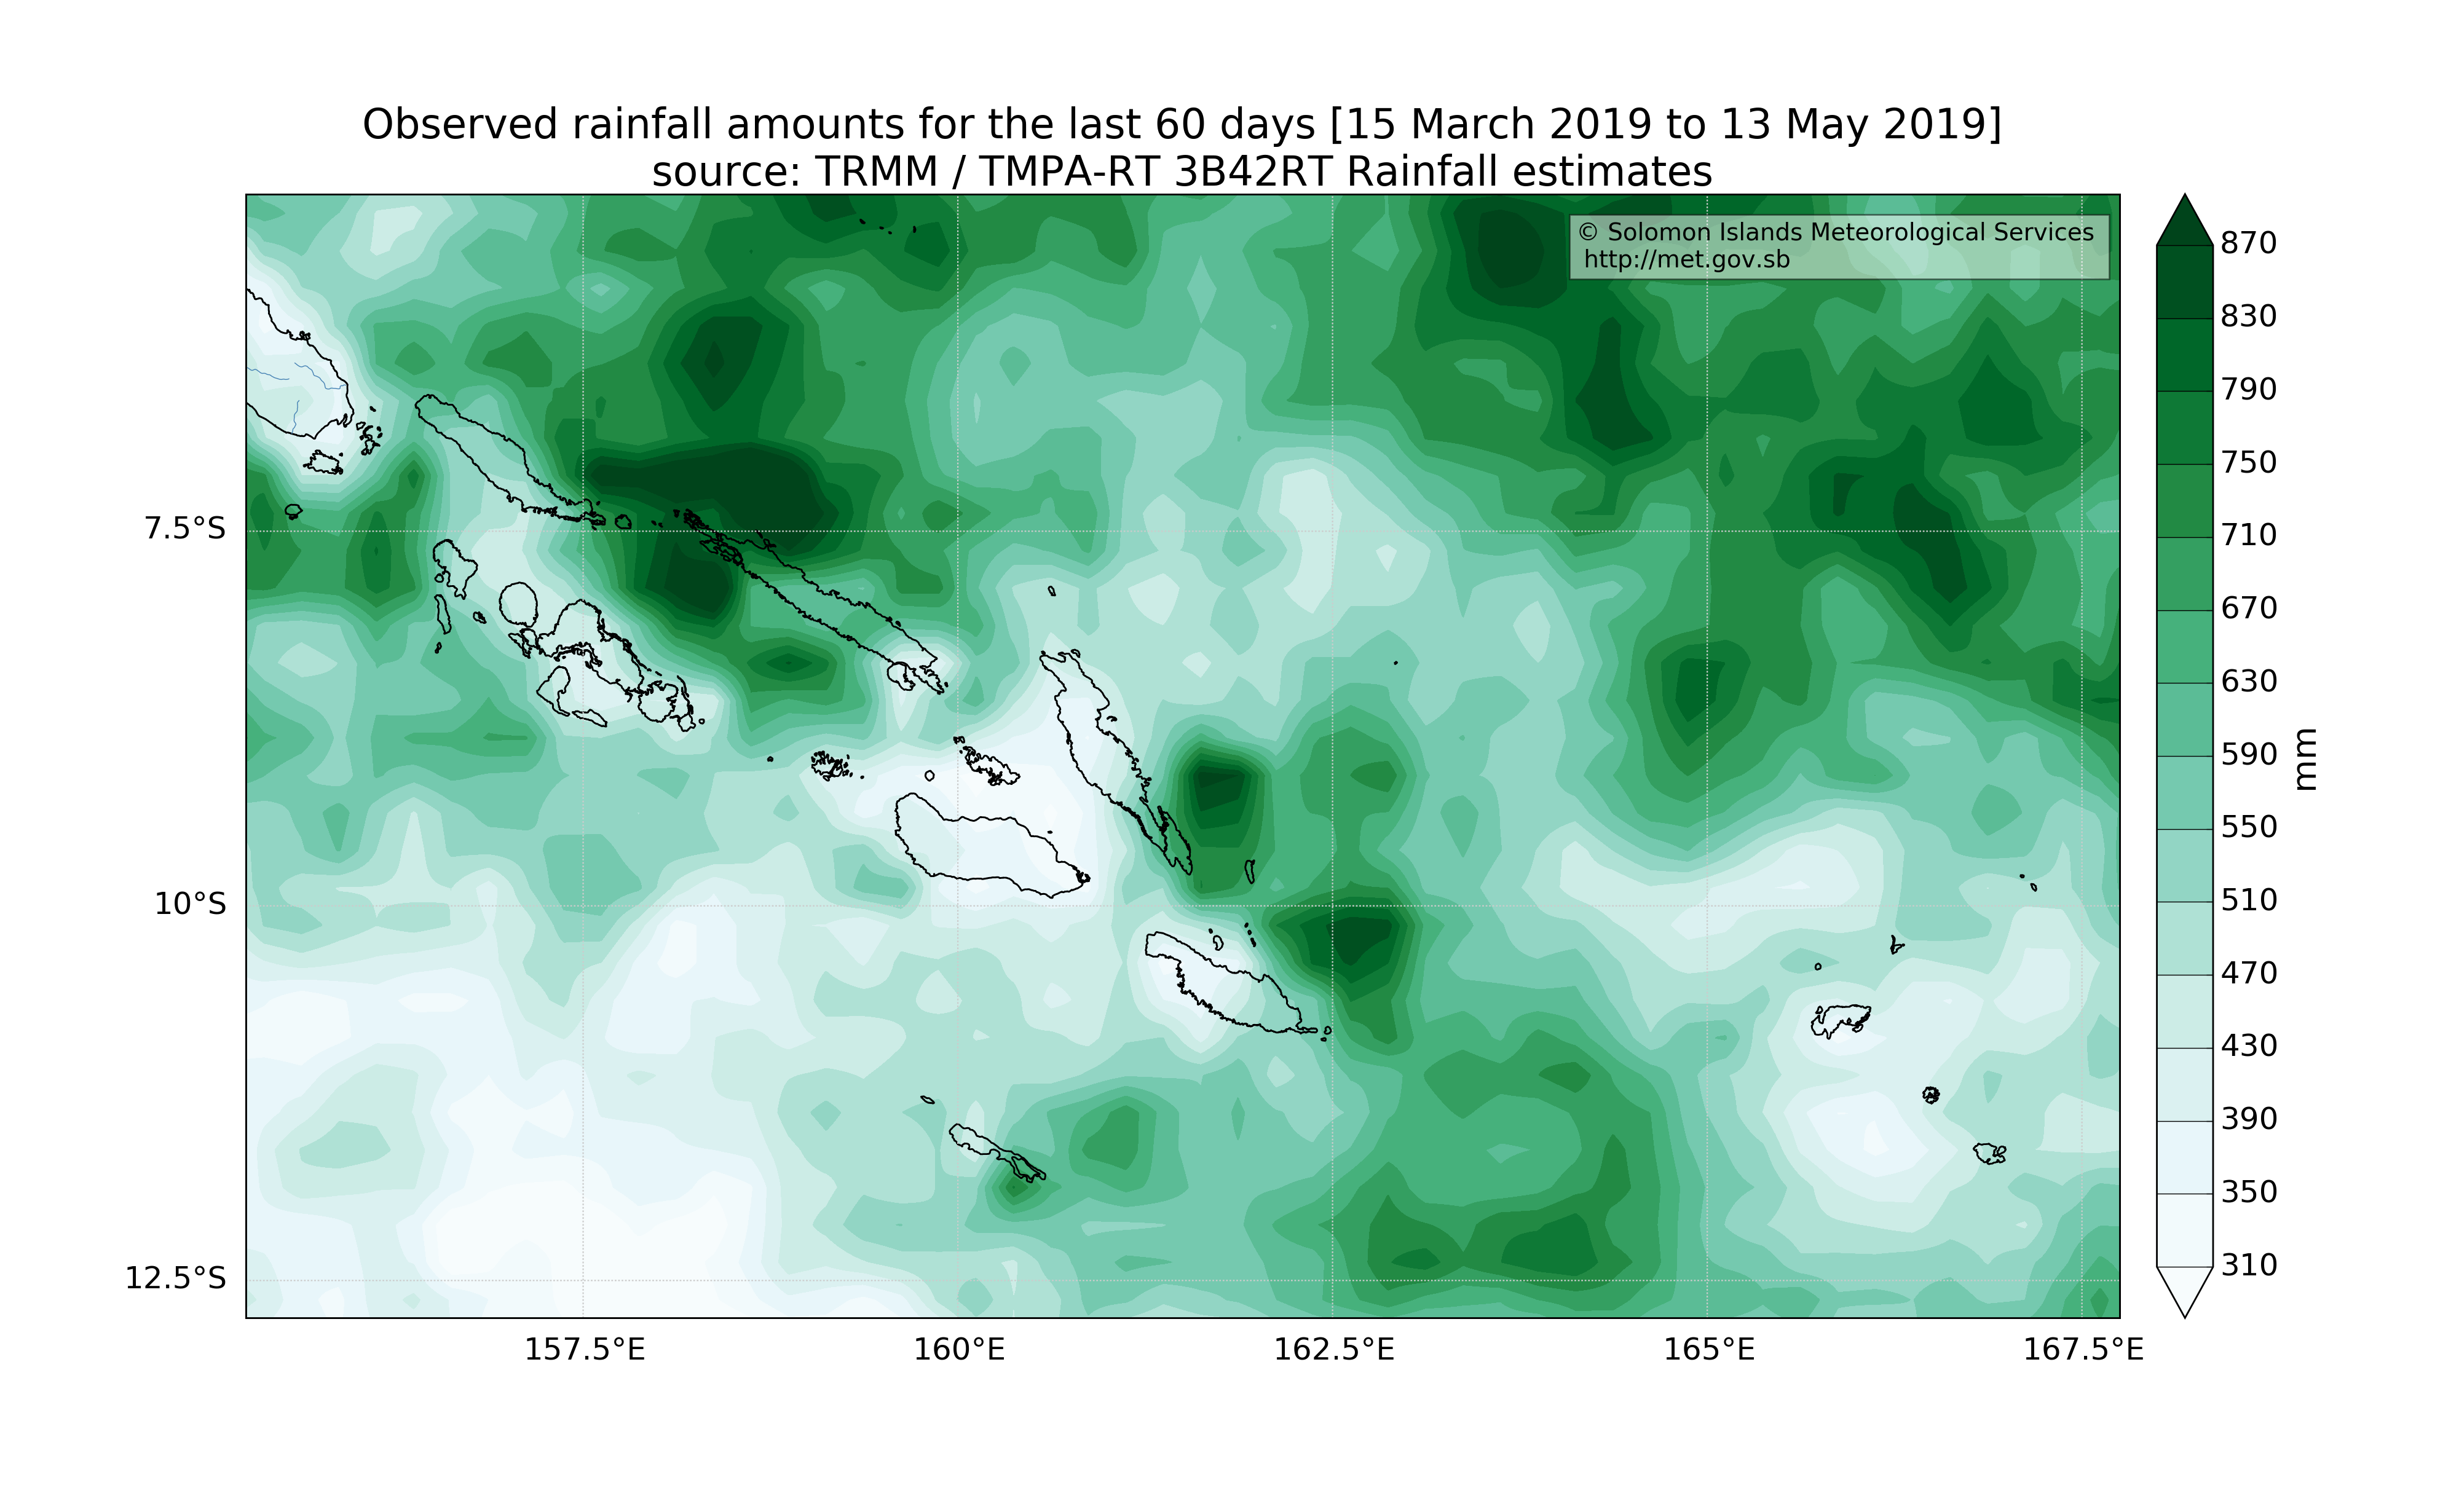 Observed rainfall amounts for the last 60 days [15 March 2019 to 13 May 2019]
source: TRMM / TMPA-RT 3B42RT Rainfall estimates
© Solomon Islands Meteorological Services
http://met.gov.sb
7.5°S
10°S
12.5°S
157.5°E
160°E
162.5°E
165°E
167.5°E
870
830
790
750
710
670
630
590
550
510
470
430
390
350
310
mm